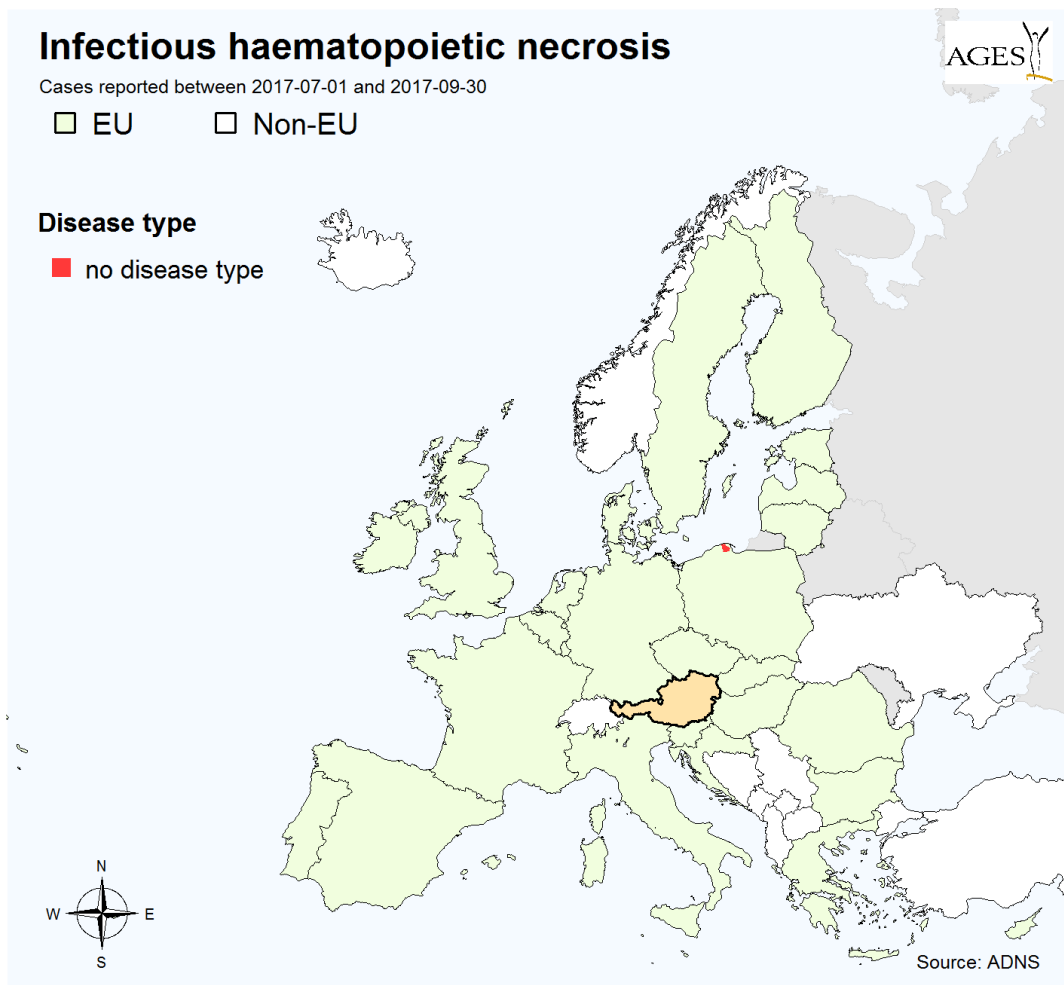 Infectious haematopoietic necrosis
Cases reported between 2017-07-01 and 2017-09-30
EU Non-EU
AGES
Disease type
no disease type
N
W E
S
Source: ADNS